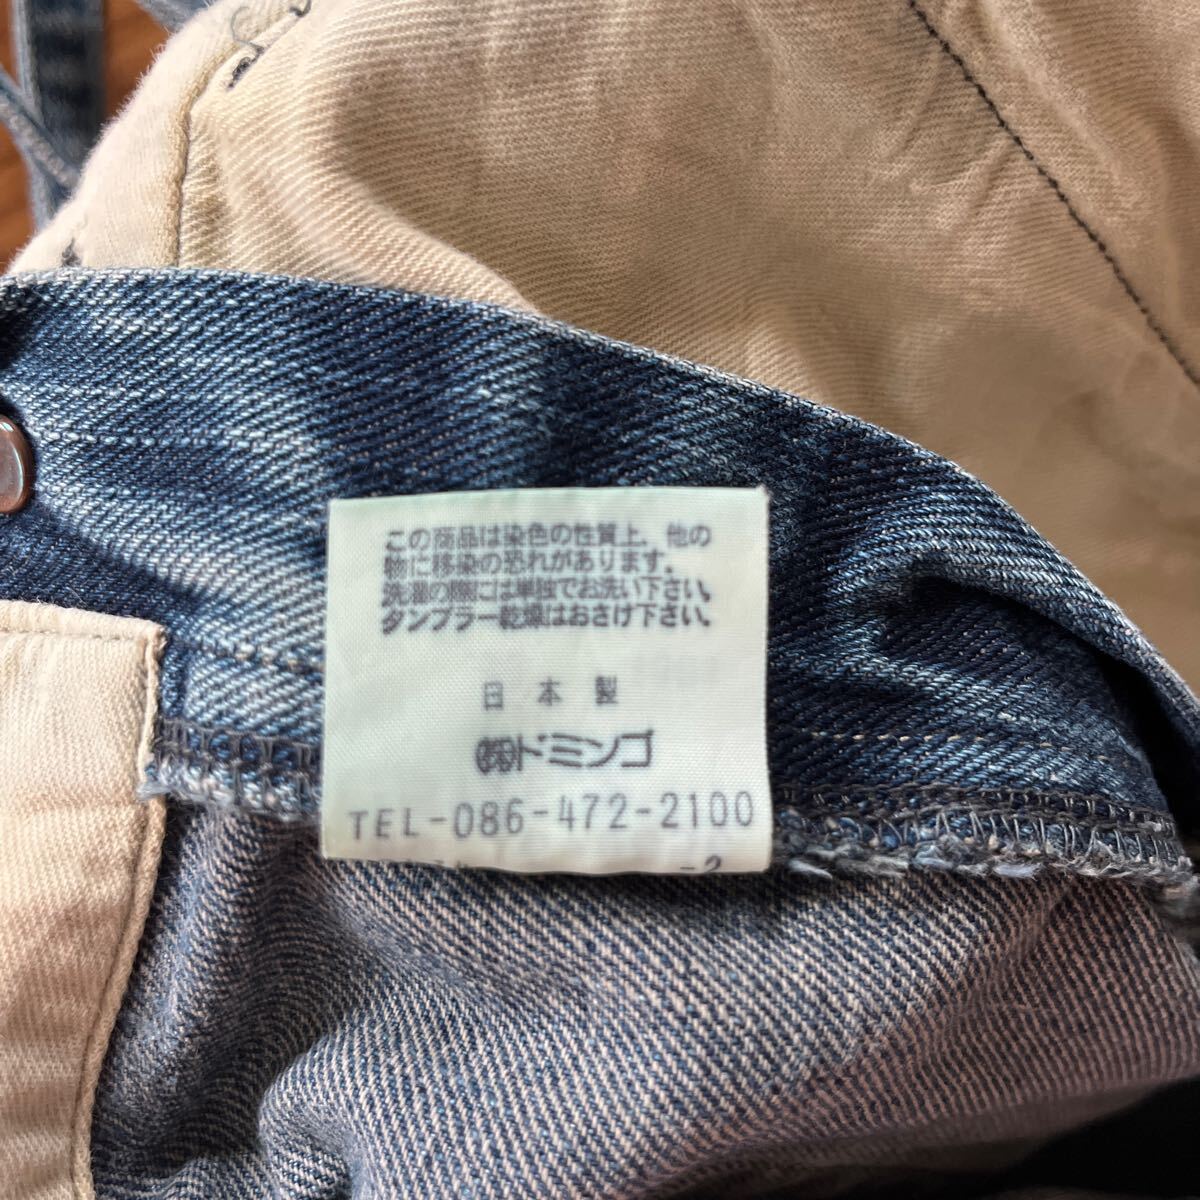 この商品は染色の性質上、他の
物に移染の恐れがあります。
洗濯の際には単独でお洗い下さい。
タンブラー乾燥はおさけ下さい。
日本製
㈱ドミンゴ
TEL-086-472-2100
-2